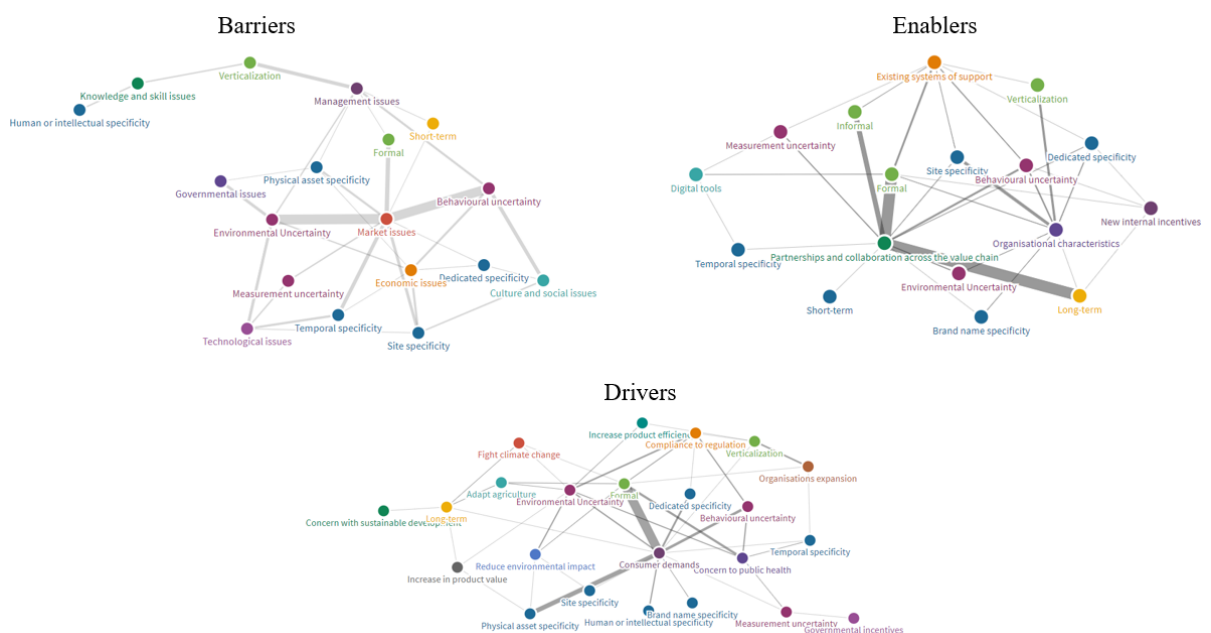 Barriers
Verticalization
Knowledge and skill issues
Management issues
Human or intellectual specificity
Short-term
Formal
Physical asset specificity
Governmental issues
Behavioural uncertainty
Environmental Uncertainty
Market issues
Economic issues
Dedicated specificity
Measurement uncertainty
Culture and social issues
Temporal specificity
Technological issues
Site specificity
Enablers
Existing systems of support
Verticalization
Informal
Measurement uncertainty
Dedicated specificity
Site specificity
Behavioural uncertainty
Digital tools
Formal
New internal incentives
Organisational characteristics
Partnerships and collaboration across the value chain
Temporal specificity
Environmental Uncertainty
Short-term
Long-term
Brand name specificity
Drivers
Increase product efficienc
Compliance to regulation
Verticalization
Fight climate change
Organisations expansion
Adapt agriculture
Environmental Uncertainty
Formal
Dedicated specificity
Behavioural uncertainty
Long-term
Concern with sustainable development
Temporal specificity
Consumer demands
Concern to public health
Reduce environmental impact
Increase in product value
Site specificity
Brand name specificity
Physical asset specificity
Human or intellectual specificity
Measurement uncertainty
Governmental incentives